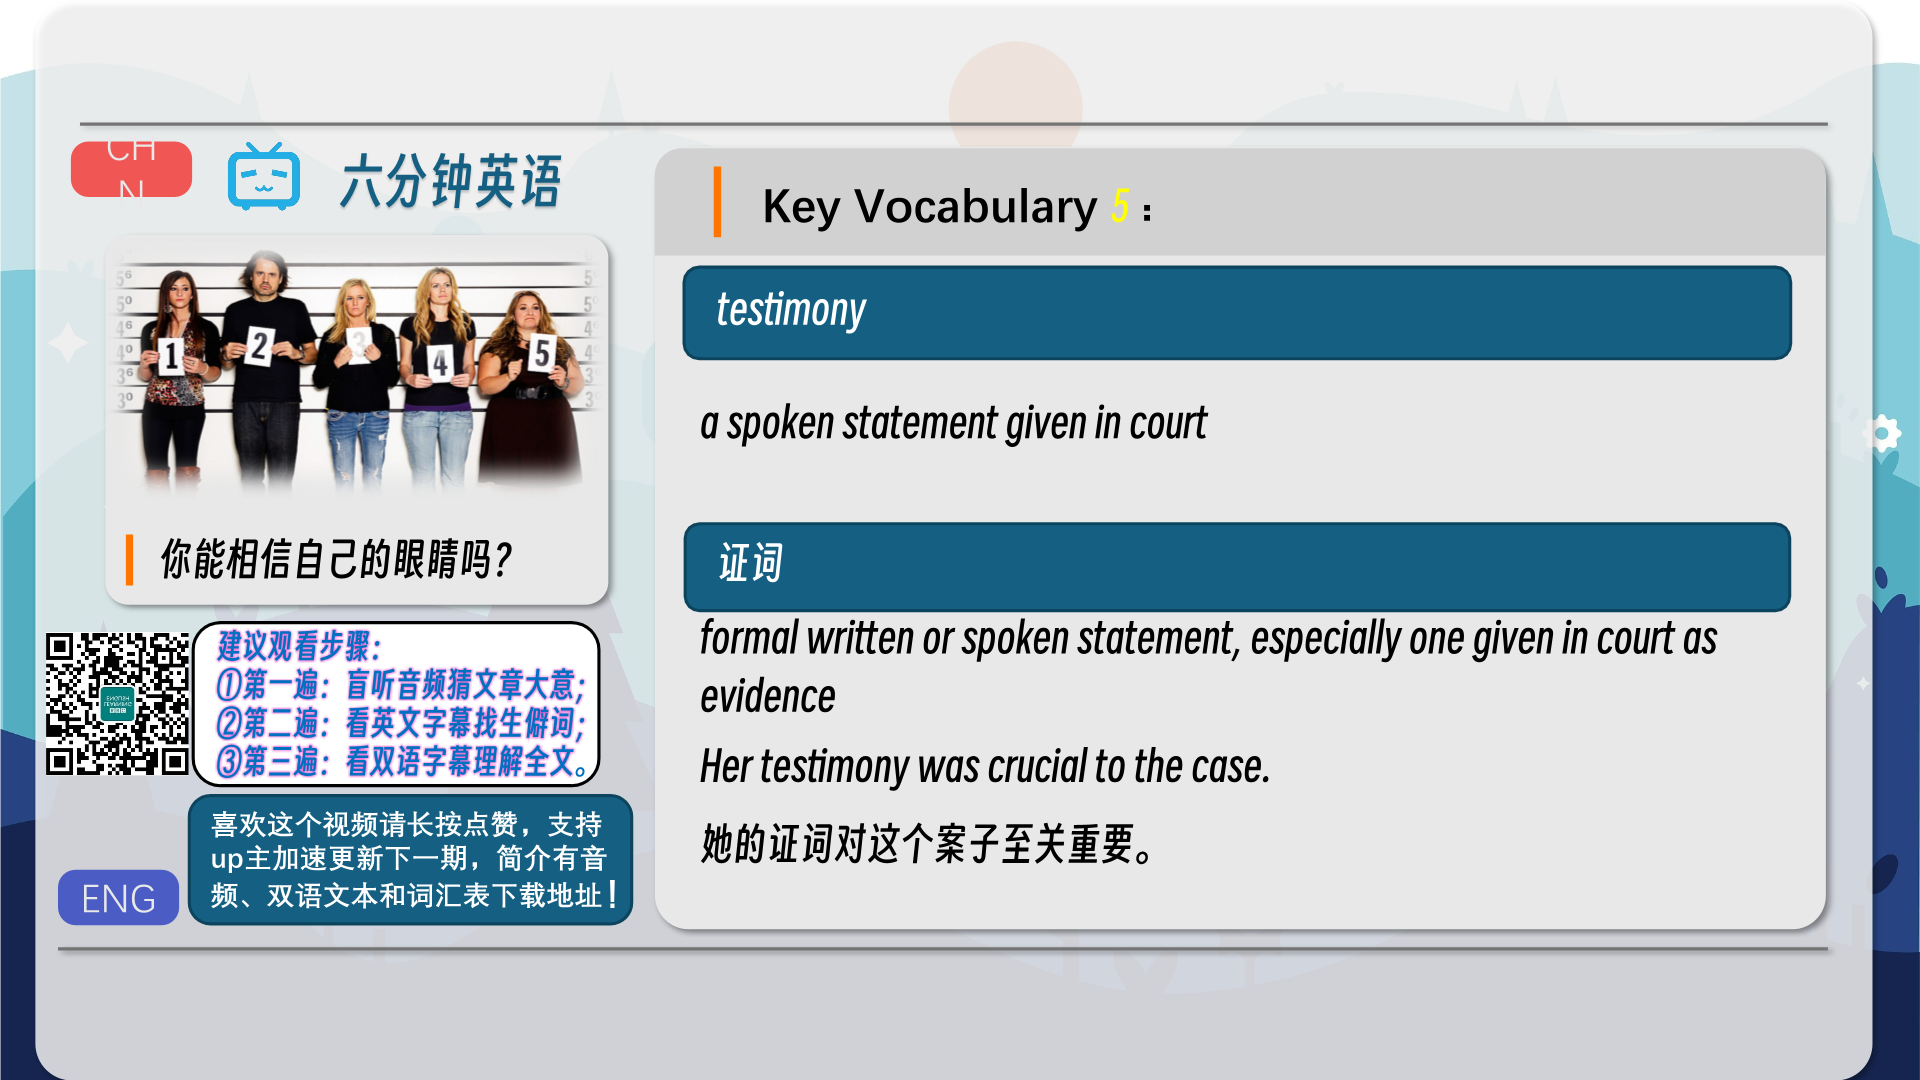 CH
N
六分钟英语
1
2
3
4
5
你能相信自己的眼睛吗?
建议观看步骤：
①第一遍：盲听音频猜文章大意;
②第二遍：看英文字幕找生僻词;
③第三遍：看双语字幕理解全文。
喜欢这个视频请长按点赞，支持
up主加速更新下一期，简介有音
频、双语文本和词汇表下载地址！
ENG
Key Vocabulary 5：
testimony
a spoken statement given in court
证词
formal written or spoken statement, especially one given in court as
evidence
Her testimony was crucial to the case.
她的证词对这个案子至关重要。